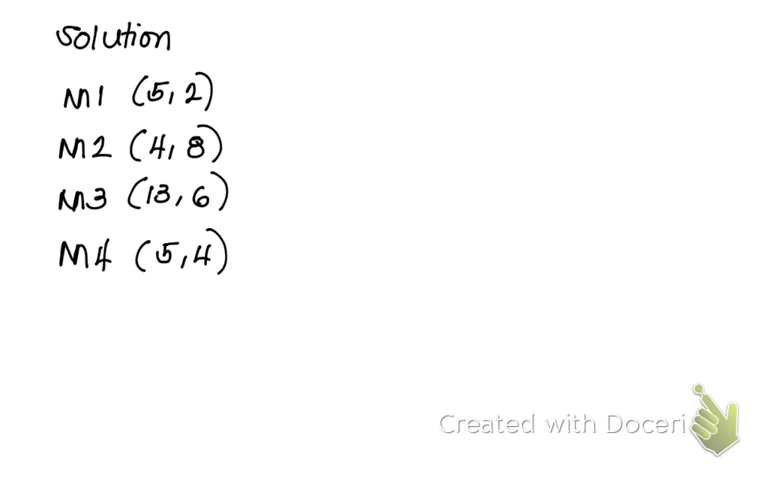 Solution
M1 (5,2)
M2 (4,8)
M3 (13,6)
M4 (5,4)
Created with Doceri